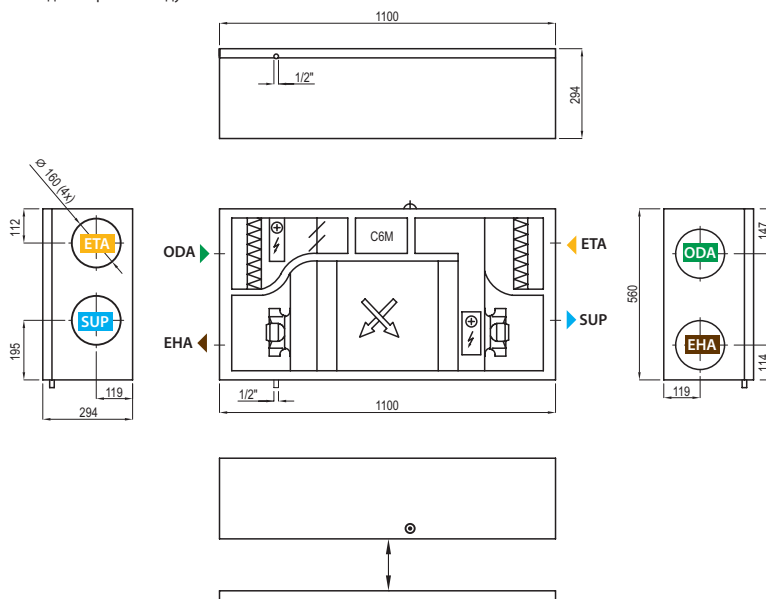 1100
1/2"
294
Ø 160 (4x)
112
ETA
SUP
195
119
294
ODA
EHA
C6M
ETA
SUP
1/2"
1100
560
ODA
EHA
147
114
119